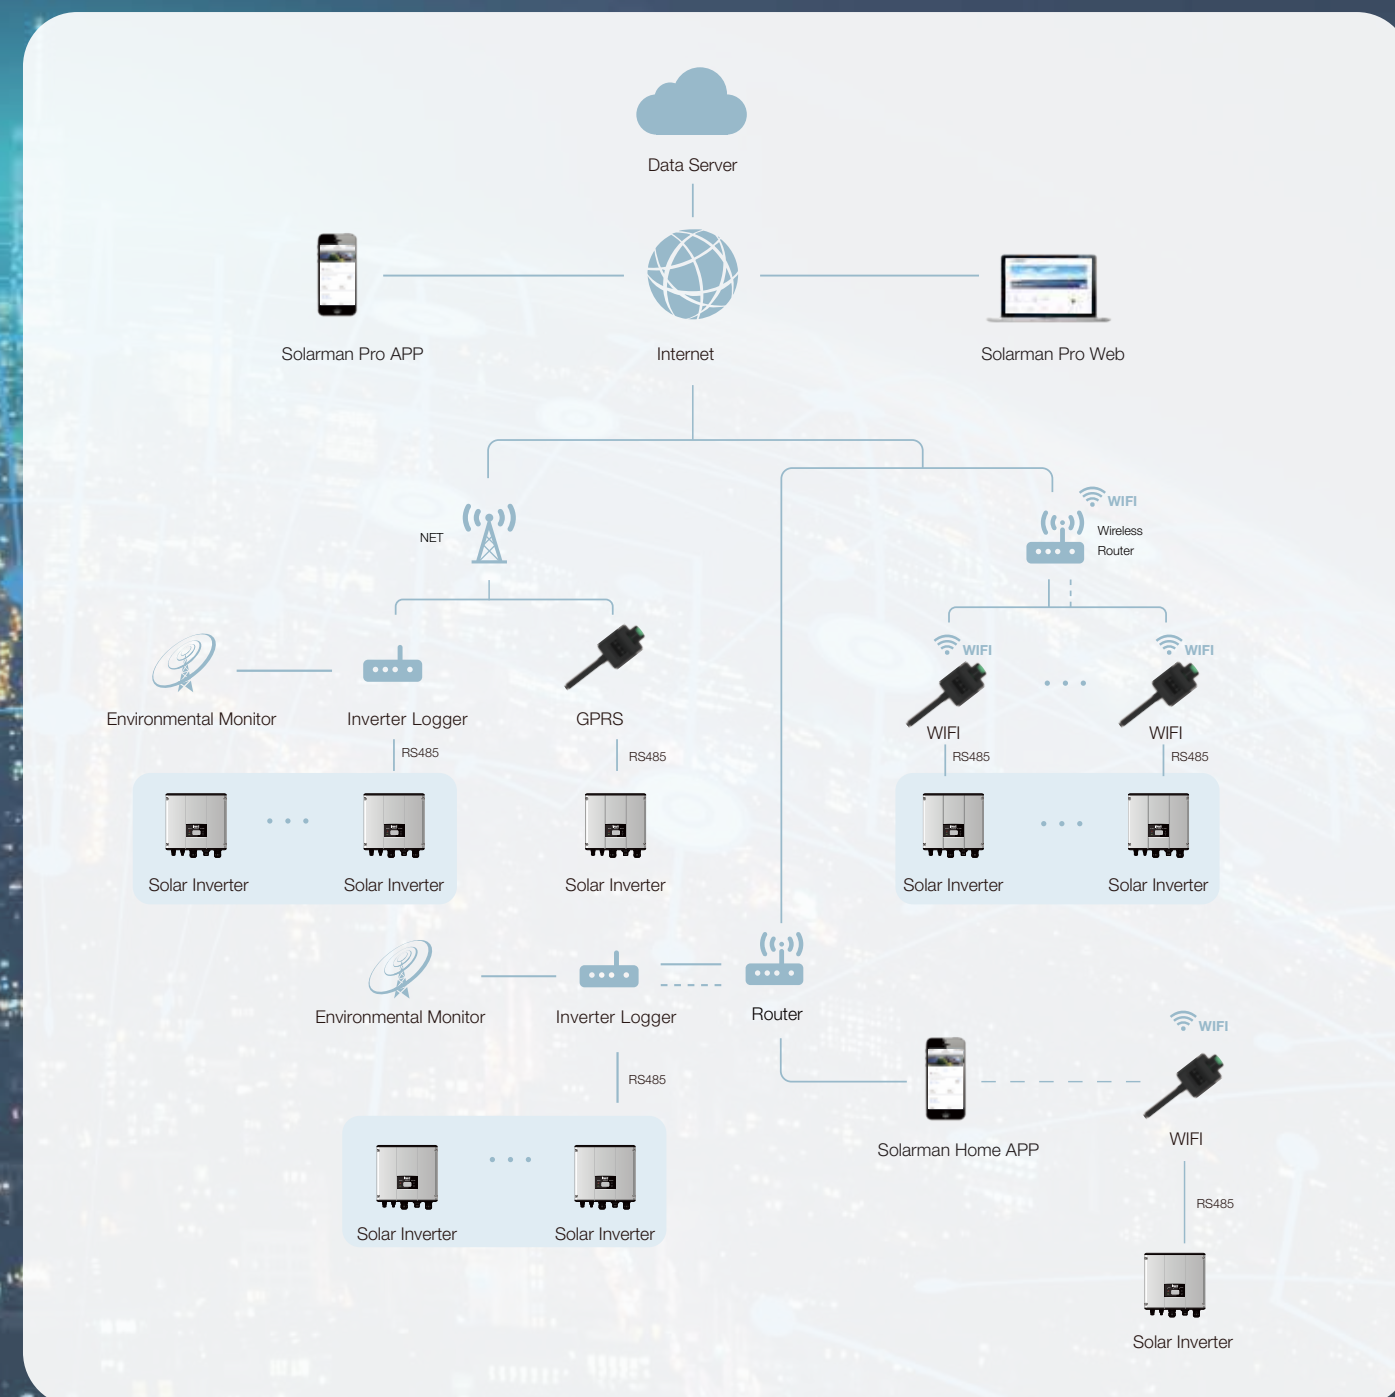 Data Server
Solarman Pro APP
Internet
Solarman Pro Web
WIFI
NET
Wireless
Router
WIFI
WIFI
Environmental Monitor
Inverter Logger
GPRS
WIFI
WIFI
RS485
RS485
RS485
RS485
Solar Inverter
Solar Inverter
Solar Inverter
Solar Inverter
Solar Inverter
Environmental Monitor
Inverter Logger
Router
WIFI
RS485
Solarman Home APP
WIFI
RS485
Solar Inverter
Solar Inverter
Solar Inverter